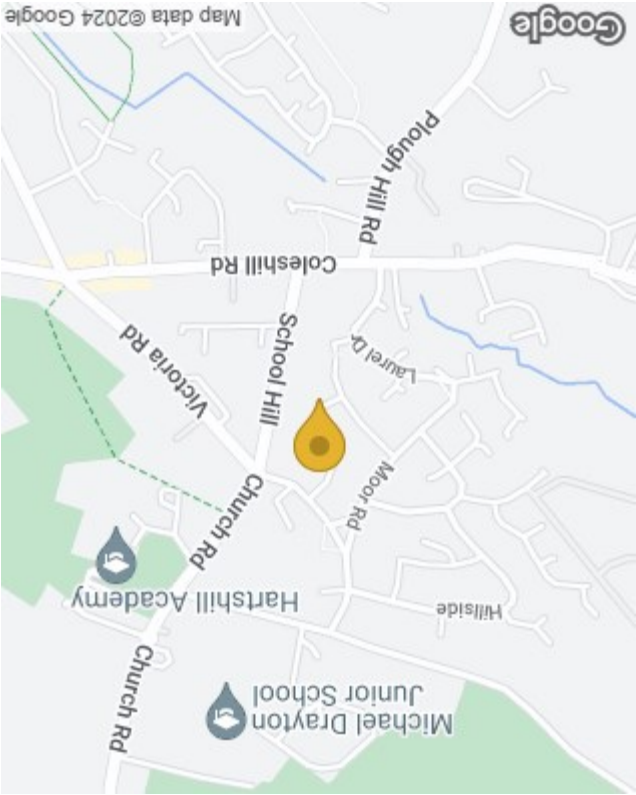 Michael Drayton
Junior School
Church Rd
Hillside
Hartshill Academy
Church Rd
Moor Rd
Victoria Rd
School Hill
Laurel Dr
Coleshill Rd
Plough Hill Rd
Google
Map data ©2024 Google